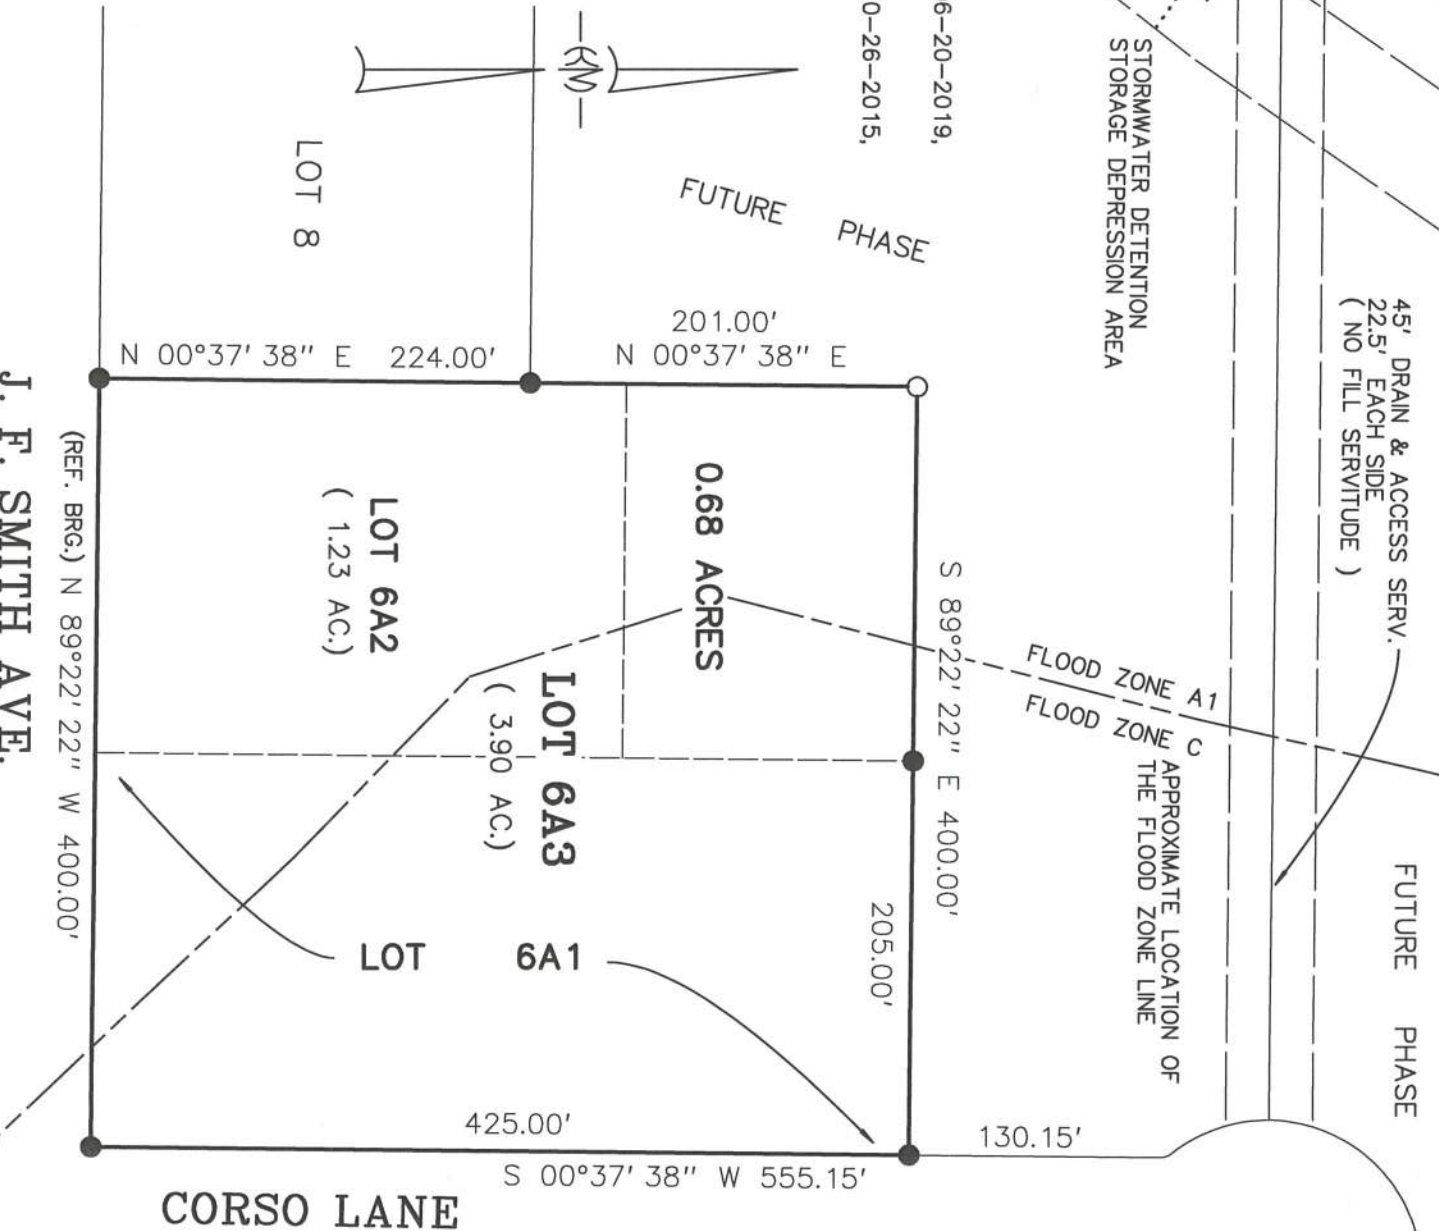 6-20-2019,
0-26-2015,
STORMWATER DETENTION
STORAGE DEPRESSION AREA
45' DRAIN & ACCESS SERV.
22.5' EACH SIDE
( NO FILL SERVITUDE )
LOT 8
FUTURE PHASE
201.00'
N 00°37'38" E 224.00'
N 00°37'38" E
(REF. BRG.) N 89°22'22" W 400.00'
J. F. SMITH AVE.
LOT 6A2
( 1.23 AC.)
0.68 ACRES
S 89°22'22" E 400.00'
FLOOD ZONE A1
FLOOD ZONE C
APPROXIMATE LOCATION OF
THE FLOOD ZONE LINE
LOT 6A3
( 3.90 AC.)
205.00'
FUTURE PHASE
LOT 6A1
425.00'
130.15'
S 00°37'38" W 555.15'
CORSO LANE